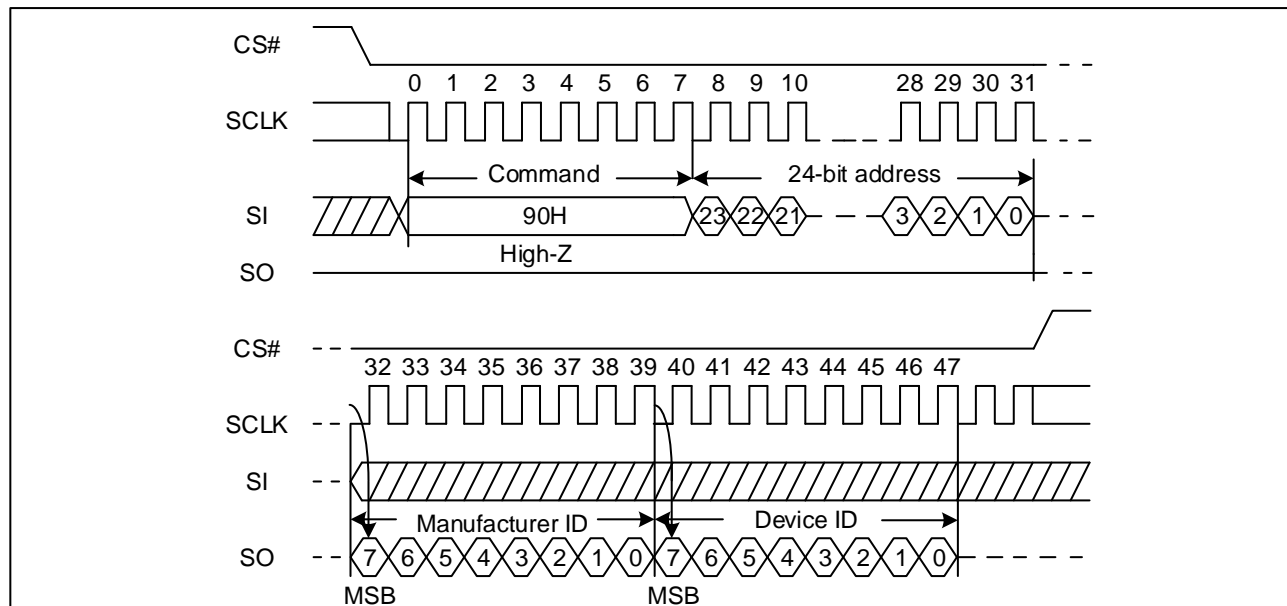 CS#
0 1 2 3 4 5 6 7 8 9 10 28 29 30 31
SCLK
Command 24-bit address
SI 90H 23 22 21 3 2 1 0
High-Z
SO
CS#
32 33 34 35 36 37 38 39 40 41 42 43 44 45 46 47
SCLK
SI
Manufacturer ID Device ID
SO 7 6 5 4 3 2 1 0 7 6 5 4 3 2 1 0
MSB MSB